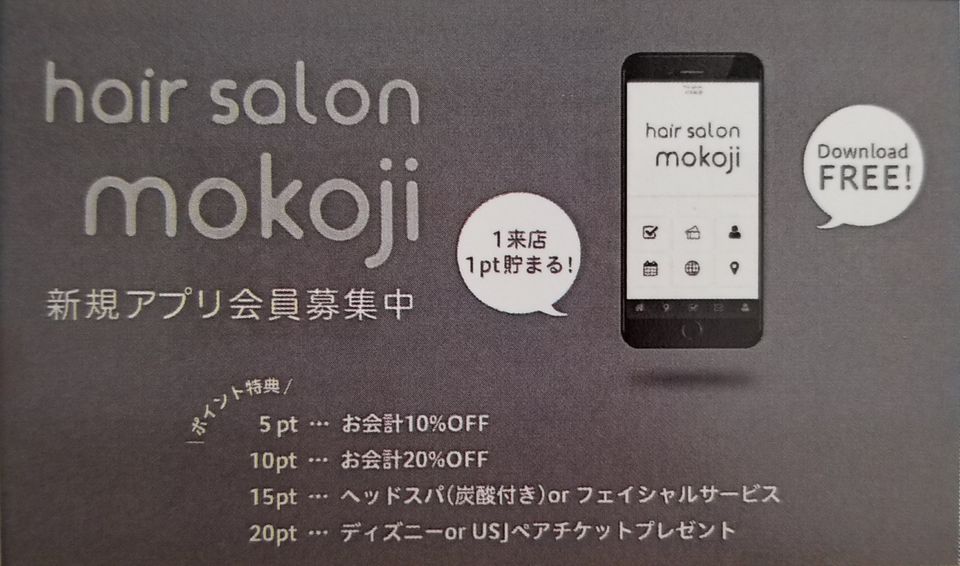 hair salon
mokoji
新規アプリ会員募集中
1来店
1pt貯まる!
hair salon
mokoji
Download
FREE!
\ポイント特典/
5pt … お会計10%OFF
10pt … お会計20%OFF
15pt … ヘッドスパ(炭酸付き)or フェイシャルサービス
20pt … ディズニーor USJペアチケットプレゼント